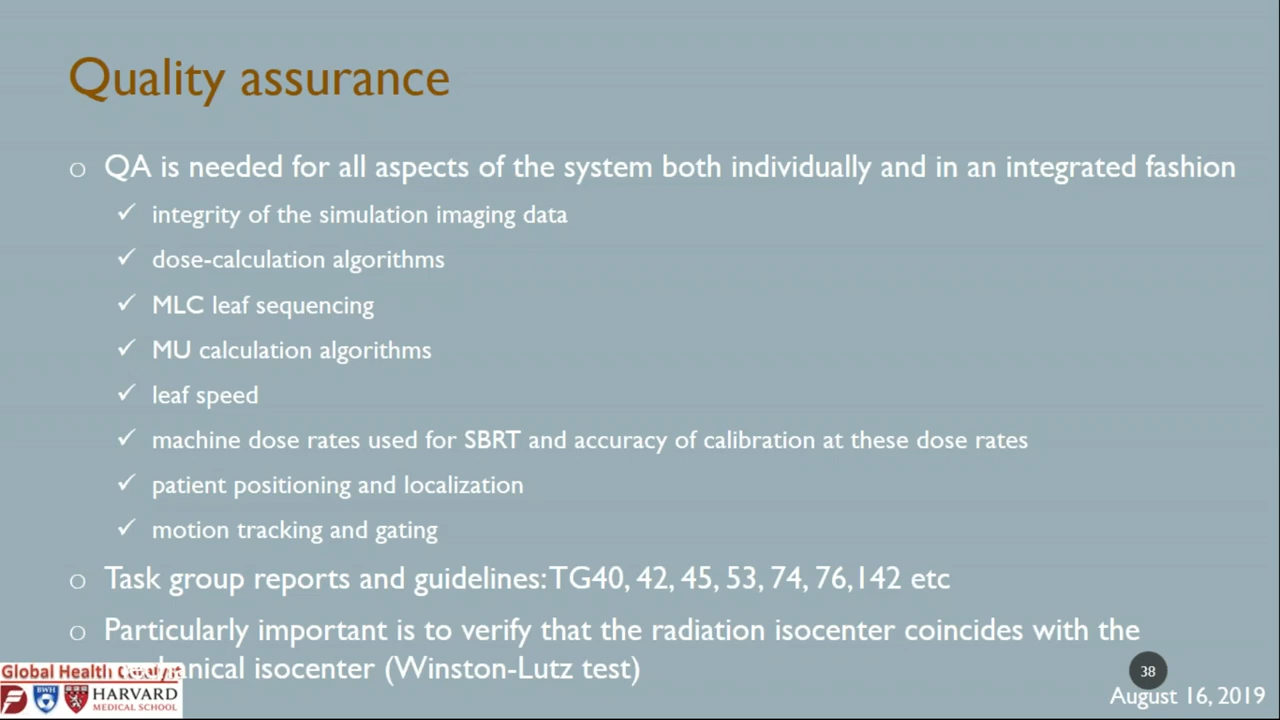 Quality assurance
o QA is needed for all aspects of the system both individually and in an integrated fashion
✓ integrity of the simulation imaging data
✓ dose-calculation algorithms
✓ MLC leaf sequencing
✓ MU calculation algorithms
✓ leaf speed
✓ machine dose rates used for SBRT and accuracy of calibration at these dose rates
✓ patient positioning and localization
✓ motion tracking and gating
o Task group reports and guidelines: TG40, 42, 45, 53, 74, 76, 142 etc
o Particularly important is to verify that the radiation isocenter coincides with the
mechanical isocenter (Winston-Lutz test)
Global Health
BWH
HARVARD
MEDICAL SCHOOL
38
August 16, 2019